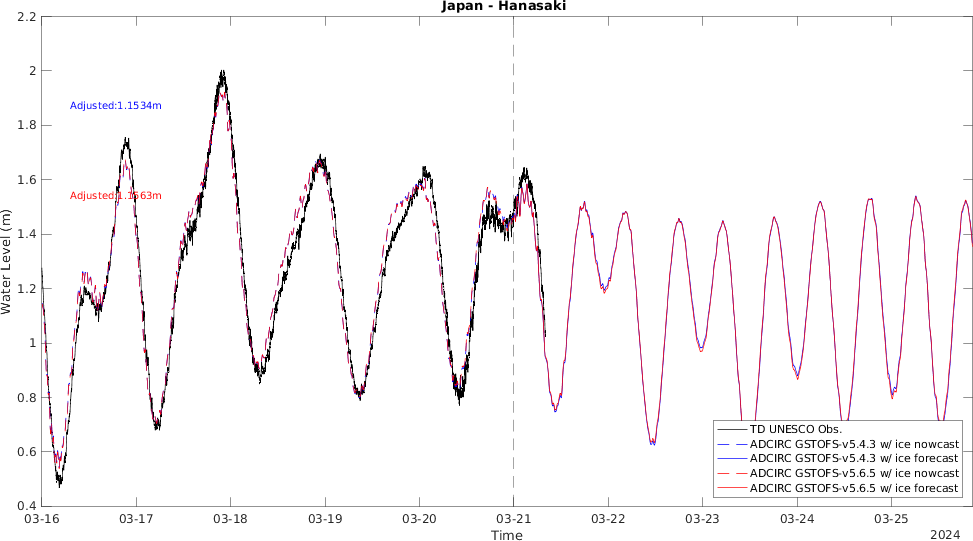 Japan - Hanasaki
2.2
2
1.8
1.6
1.4
1.2
1
0.8
0.6
0.4
Water Level (m)
Adjusted:1.1534m
Adjusted:1.1663m
TD UNESCO Obs.
ADCIRC GSTOFS-v5.4.3 w/ ice nowcast
ADCIRC GSTOFS-v5.4.3 w/ ice forecast
ADCIRC GSTOFS-v5.6.5 w/ ice nowcast
ADCIRC GSTOFS-v5.6.5 w/ ice forecast
03-16 03-17 03-18 03-19 03-20 03-21 03-22 03-23 03-24 03-25
Time
2024